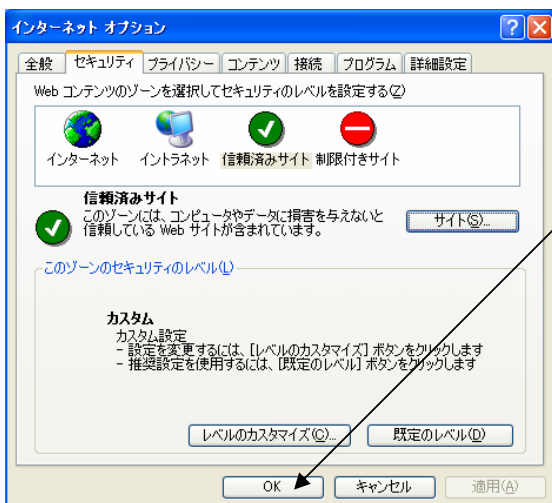 インターネット オプション
全般 セキュリティ プライバシー コンテンツ 接続 プログラム 詳細設定
Web コンテンツのゾーンを選択してセキュリティのレベルを設定する(Z)
インターネット イントラネット 信頼済みサイト 制限付きサイト
信頼済みサイト
このゾーンには、コンピュータやデータに損害を与えないと
信頼している Web サイトが含まれています。
サイト(S)...
このゾーンのセキュリティのレベル(L)
カスタム
カスタム設定
- 設定を変更するには、[レベルのカスタマイズ] ボタンをクリックします
- 推奨設定を使用するには、[既定のレベル] ボタンをクリックします
レベルのカスタマイズ(C)... 既定のレベル(D)
OK キャンセル 適用(A)